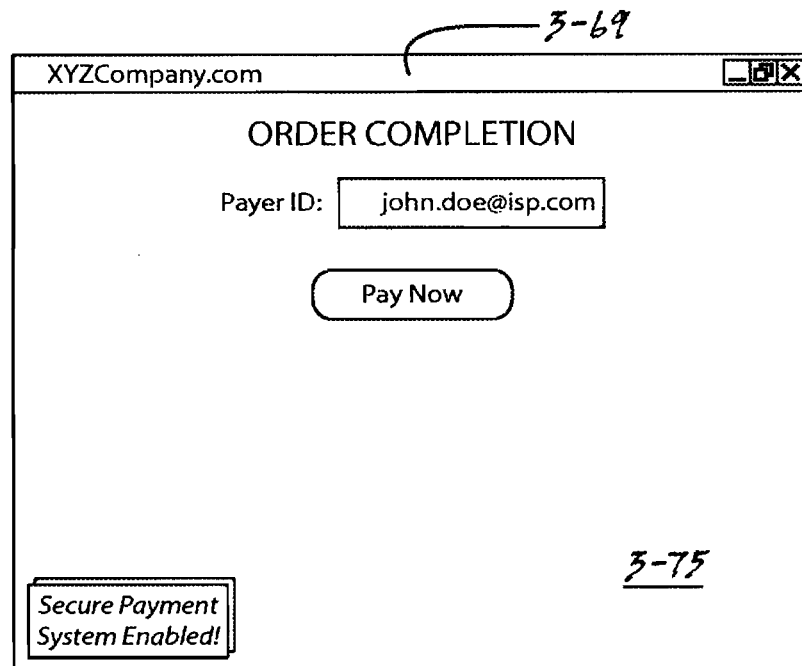 3-69
XYZCompany.com
ORDER COMPLETION
Payer ID: john.doe@isp.com
Pay Now
3-75
Secure Payment
System Enabled!